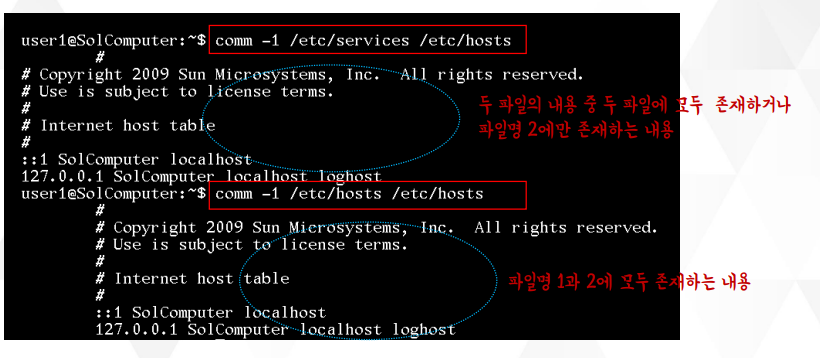 user1@SolComputer:~$ comm -1 /etc/services /etc/hosts
#
# Copyright 2009 Sun Microsystems, Inc.  All rights reserved.
# Use is subject to license terms.
#
# Internet host table
#
::1 SolComputer localhost
127.0.0.1 SolComputer localhost loghost
두 파일의 내용 중 두 파일에 모두 존재하거나
파일명 2에만 존재하는 내용
user1@SolComputer:~$ comm -1 /etc/hosts /etc/hosts
#
# Copyright 2009 Sun Microsystems, Inc.  All rights reserved.
# Use is subject to license terms.
#
# Internet host table
#
::1 SolComputer localhost
127.0.0.1 SolComputer localhost loghost
파일명 1과 2에 모두 존재하는 내용